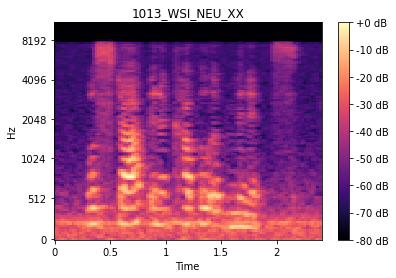 1013_WSI_NEU_XX
+0 dB
8192
-10 dB
4096
-20 dB
-30 dB
2048
Hz
-40 dB
1024
-50 dB
512
-60 dB
-70 dB
0
-80 dB
0 0.5 1 1.5 2
Time